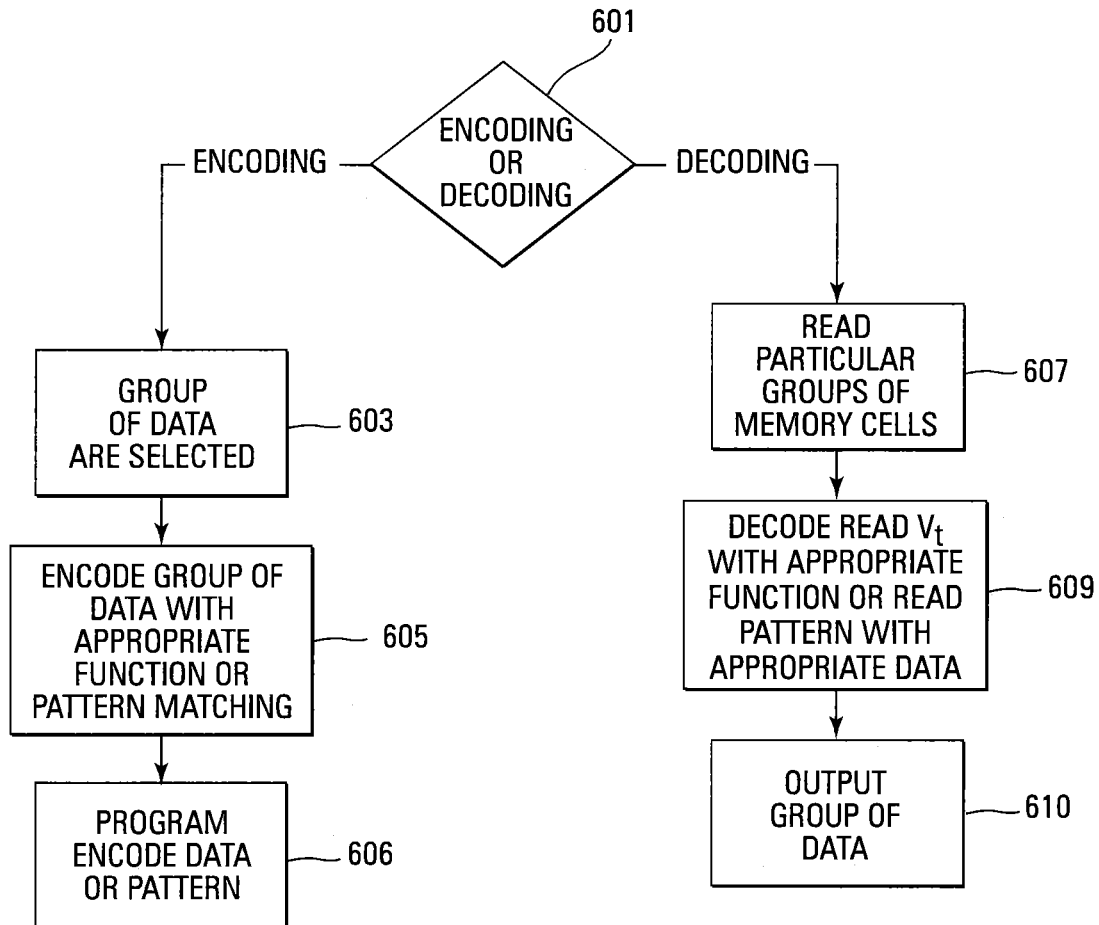 601
ENCODING
OR
DECODING
ENCODING
DECODING
GROUP
OF DATA
ARE SELECTED
603
ENCODE GROUP OF
DATA WITH
APPROPRIATE
FUNCTION OR
PATTERN MATCHING
605
PROGRAM
ENCODE DATA
OR PATTERN
606
READ
PARTICULAR
GROUPS OF
MEMORY CELLS
607
DECODE READ Vt
WITH APPROPRIATE
FUNCTION OR READ
PATTERN WITH
APPROPRIATE DATA
609
OUTPUT
GROUP OF
DATA
610